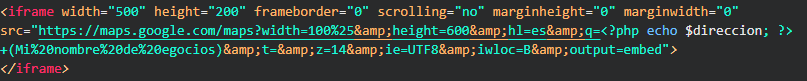 <iframe width="500" height="200" frameborder="0" scrolling="no" marginheight="0" marginwidth="0"
src="https://maps.google.com/maps?width=100%25&amp;height=600&amp;hl=es&amp;q=<?php echo $direccion; ?>
+(Mi%20nombre%20de%20egocios)&amp;t=&amp;z=14&amp;ie=UTF8&amp;iwloc=B&amp;output=embed">
</iframe>